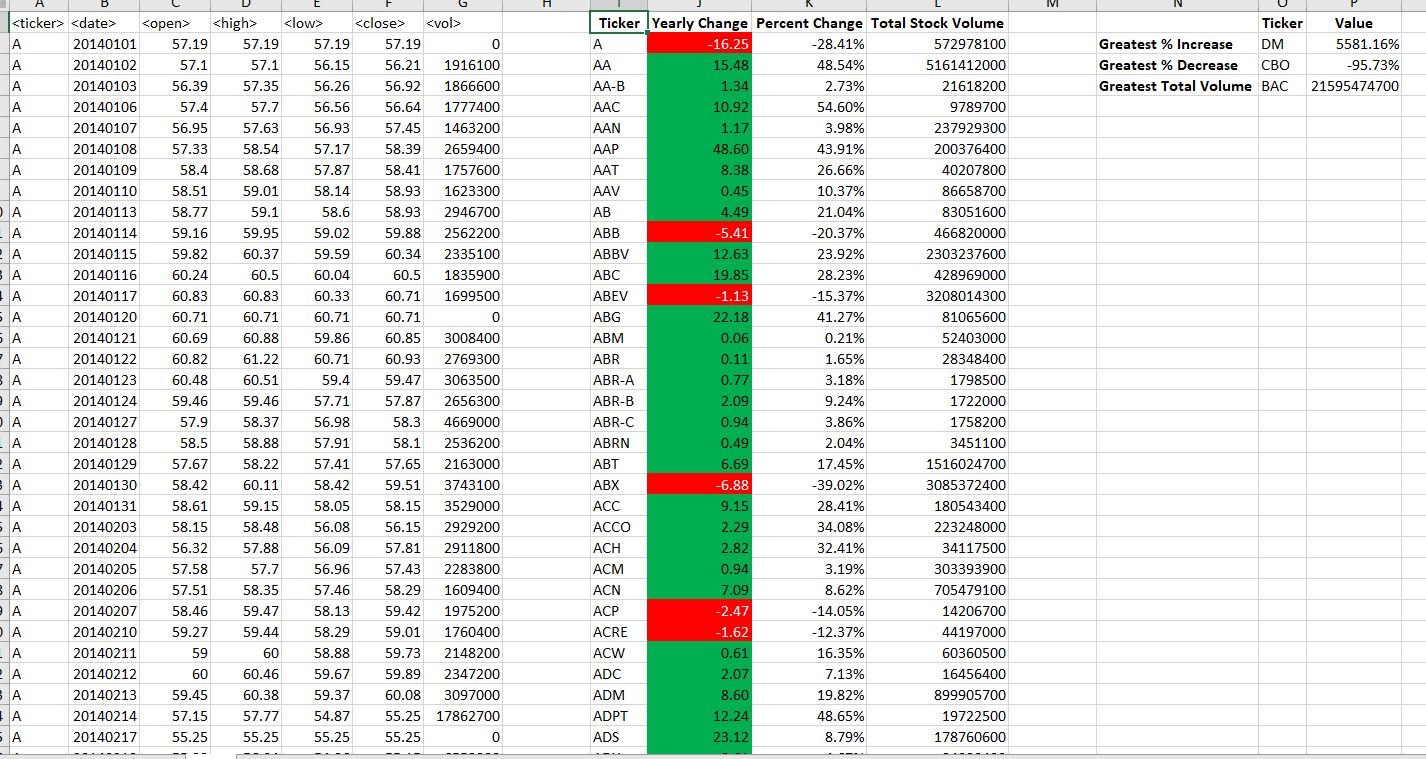 A B C D E F G H I J K L M N O P
<ticker> <date> <open> <high> <low> <close> <vol> Ticker Yearly Change Percent Change Total Stock Volume Ticker Value
A 20140101 57.19 57.19 57.19 57.19 0 A -16.25 -28.41% 572978100 Greatest % Increase DM 5581.16%
A 20140102 57.1 57.1 56.15 56.21 1916100 AA 15.48 48.54% 5161412000 Greatest % Decrease CBO -95.73%
A 20140103 56.39 57.35 56.26 56.92 1866600 AA-B 1.34 2.73% 21618200 Greatest Total Volume BAC 21595474700
A 20140106 57.4 57.7 56.56 56.64 1777400 AAC 10.92 54.60% 9789700
A 20140107 56.95 57.63 56.93 57.45 1463200 AAN 1.17 3.98% 237929300
A 20140108 57.33 58.54 57.17 58.39 2659400 AAP 48.60 43.91% 200376400
A 20140109 58.4 58.68 57.87 58.41 1757600 AAT 8.38 26.66% 40207800
A 20140110 58.51 59.01 58.14 58.93 1623300 AAV 0.45 10.37% 86658700
A 20140113 58.77 59.1 58.6 58.93 2946700 AB 4.49 21.04% 83051600
A 20140114 59.16 59.95 59.02 59.88 2562200 ABB -5.41 -20.37% 466820000
A 20140115 59.82 60.37 59.59 60.34 2335100 ABBV 12.63 23.92% 2303237600
A 20140116 60.24 60.5 60.04 60.5 1835900 ABC 19.85 28.23% 428969000
A 20140117 60.83 60.83 60.33 60.71 1699500 ABEV -1.13 -15.37% 3208014300
A 20140120 60.71 60.71 60.71 60.71 0 ABG 22.18 41.27% 81065600
A 20140121 60.69 60.88 59.86 60.85 3008400 ABM 0.06 0.21% 52403000
A 20140122 60.82 61.22 60.71 60.93 2769300 ABR 0.11 1.65% 28348400
A 20140123 60.48 60.51 59.4 59.47 3063500 ABR-A 0.77 3.18% 1798500
A 20140124 59.46 59.46 57.71 57.87 2656300 ABR-B 2.09 9.24% 1722000
A 20140127 57.9 58.37 56.98 58.3 4669000 ABR-C 0.94 3.86% 1758200
A 20140128 58.5 58.88 57.91 58.1 2536200 ABRN 0.49 2.04% 3451100
A 20140129 57.67 58.22 57.41 57.65 2163000 ABT 6.69 17.45% 1516024700
A 20140130 58.42 60.11 58.42 59.51 3743100 ABX -6.88 -39.02% 3085372400
A 20140131 58.61 59.15 58.05 58.15 3529000 ACC 9.15 28.41% 180543400
A 20140203 58.15 58.48 56.08 56.15 2929200 ACCO 2.29 34.08% 223248000
A 20140204 56.32 57.88 56.09 57.81 2911800 ACH 2.82 32.41% 34117500
A 20140205 57.58 57.7 56.96 57.43 2283800 ACM 0.94 3.19% 303393900
A 20140206 57.51 58.35 57.46 58.29 1609400 ACN 7.09 8.62% 705479100
A 20140207 58.46 59.47 58.13 59.42 1975200 ACP -2.47 -14.05% 14206700
A 20140210 59.27 59.44 58.29 59.01 1760400 ACRE -1.62 -12.37% 44197000
A 20140211 59 60 58.88 59.73 2148200 ACW 0.61 16.35% 60360500
A 20140212 60 60.46 59.67 59.89 2347200 ADC 2.07 7.13% 16456400
A 20140213 59.45 60.38 59.37 60.08 3097000 ADM 8.60 19.82% 899905700
A 20140214 57.15 57.77 54.87 55.25 17862700 ADPT 12.24 48.65% 19722500
A 20140217 55.25 55.25 55.25 55.25 0 ADS 23.12 8.79% 178760600